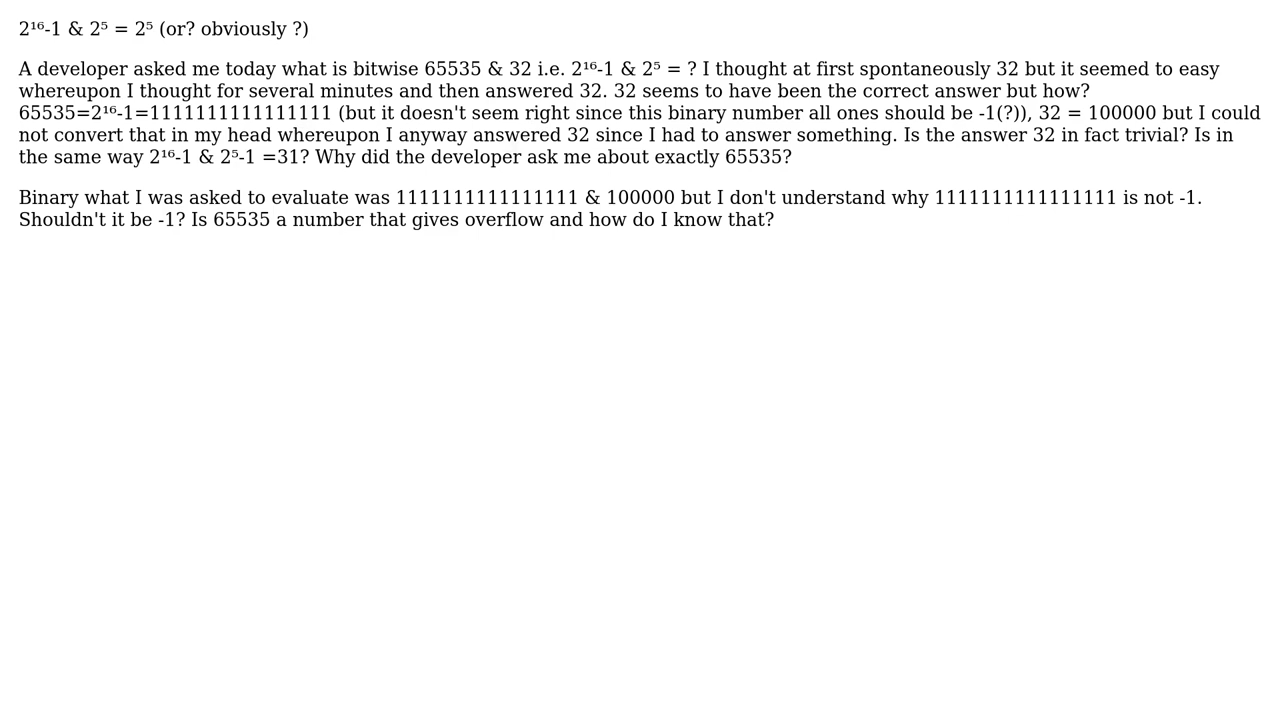 2¹⁶-1 & 2⁵ = 2⁵ (or? obviously ?)
A developer asked me today what is bitwise 65535 & 32 i.e. 2¹⁶-1 & 2⁵ = ? I thought at first spontaneously 32 but it seemed to easy
whereupon I thought for several minutes and then answered 32. 32 seems to have been the correct answer but how?
65535=2¹⁶-1=1111111111111111 (but it doesn't seem right since this binary number all ones should be -1(?)), 32 = 100000 but I could
not convert that in my head whereupon I anyway answered 32 since I had to answer something. Is the answer 32 in fact trivial? Is in
the same way 2¹⁶-1 & 2⁵-1 =31? Why did the developer ask me about exactly 65535?
Binary what I was asked to evaluate was 1111111111111111 & 100000 but I don't understand why 1111111111111111 is not -1.
Shouldn't it be -1? Is 65535 a number that gives overflow and how do I know that?